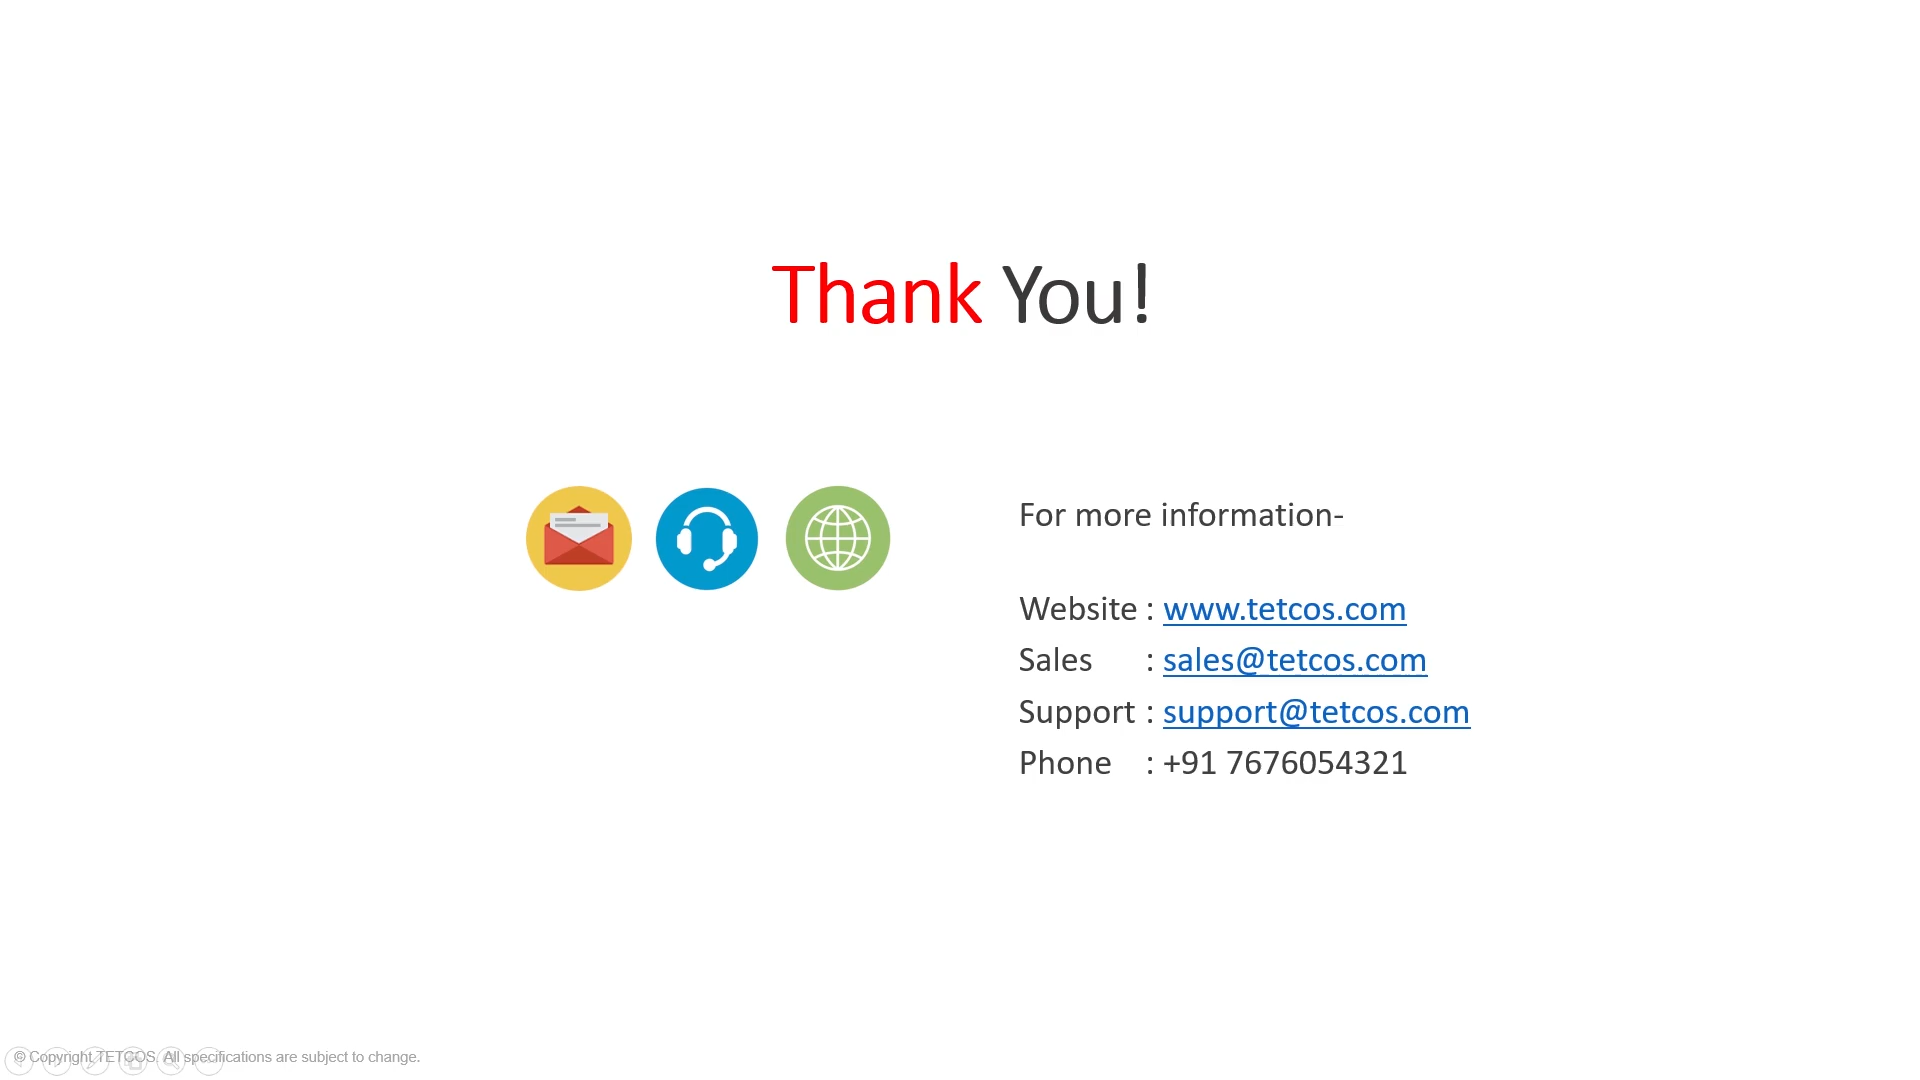 Thank You!
For more information-
Website : www.tetcos.com
Sales : sales@tetcos.com
Support : support@tetcos.com
Phone : +91 7676054321
© Copyright TETCOS. All specifications are subject to change.